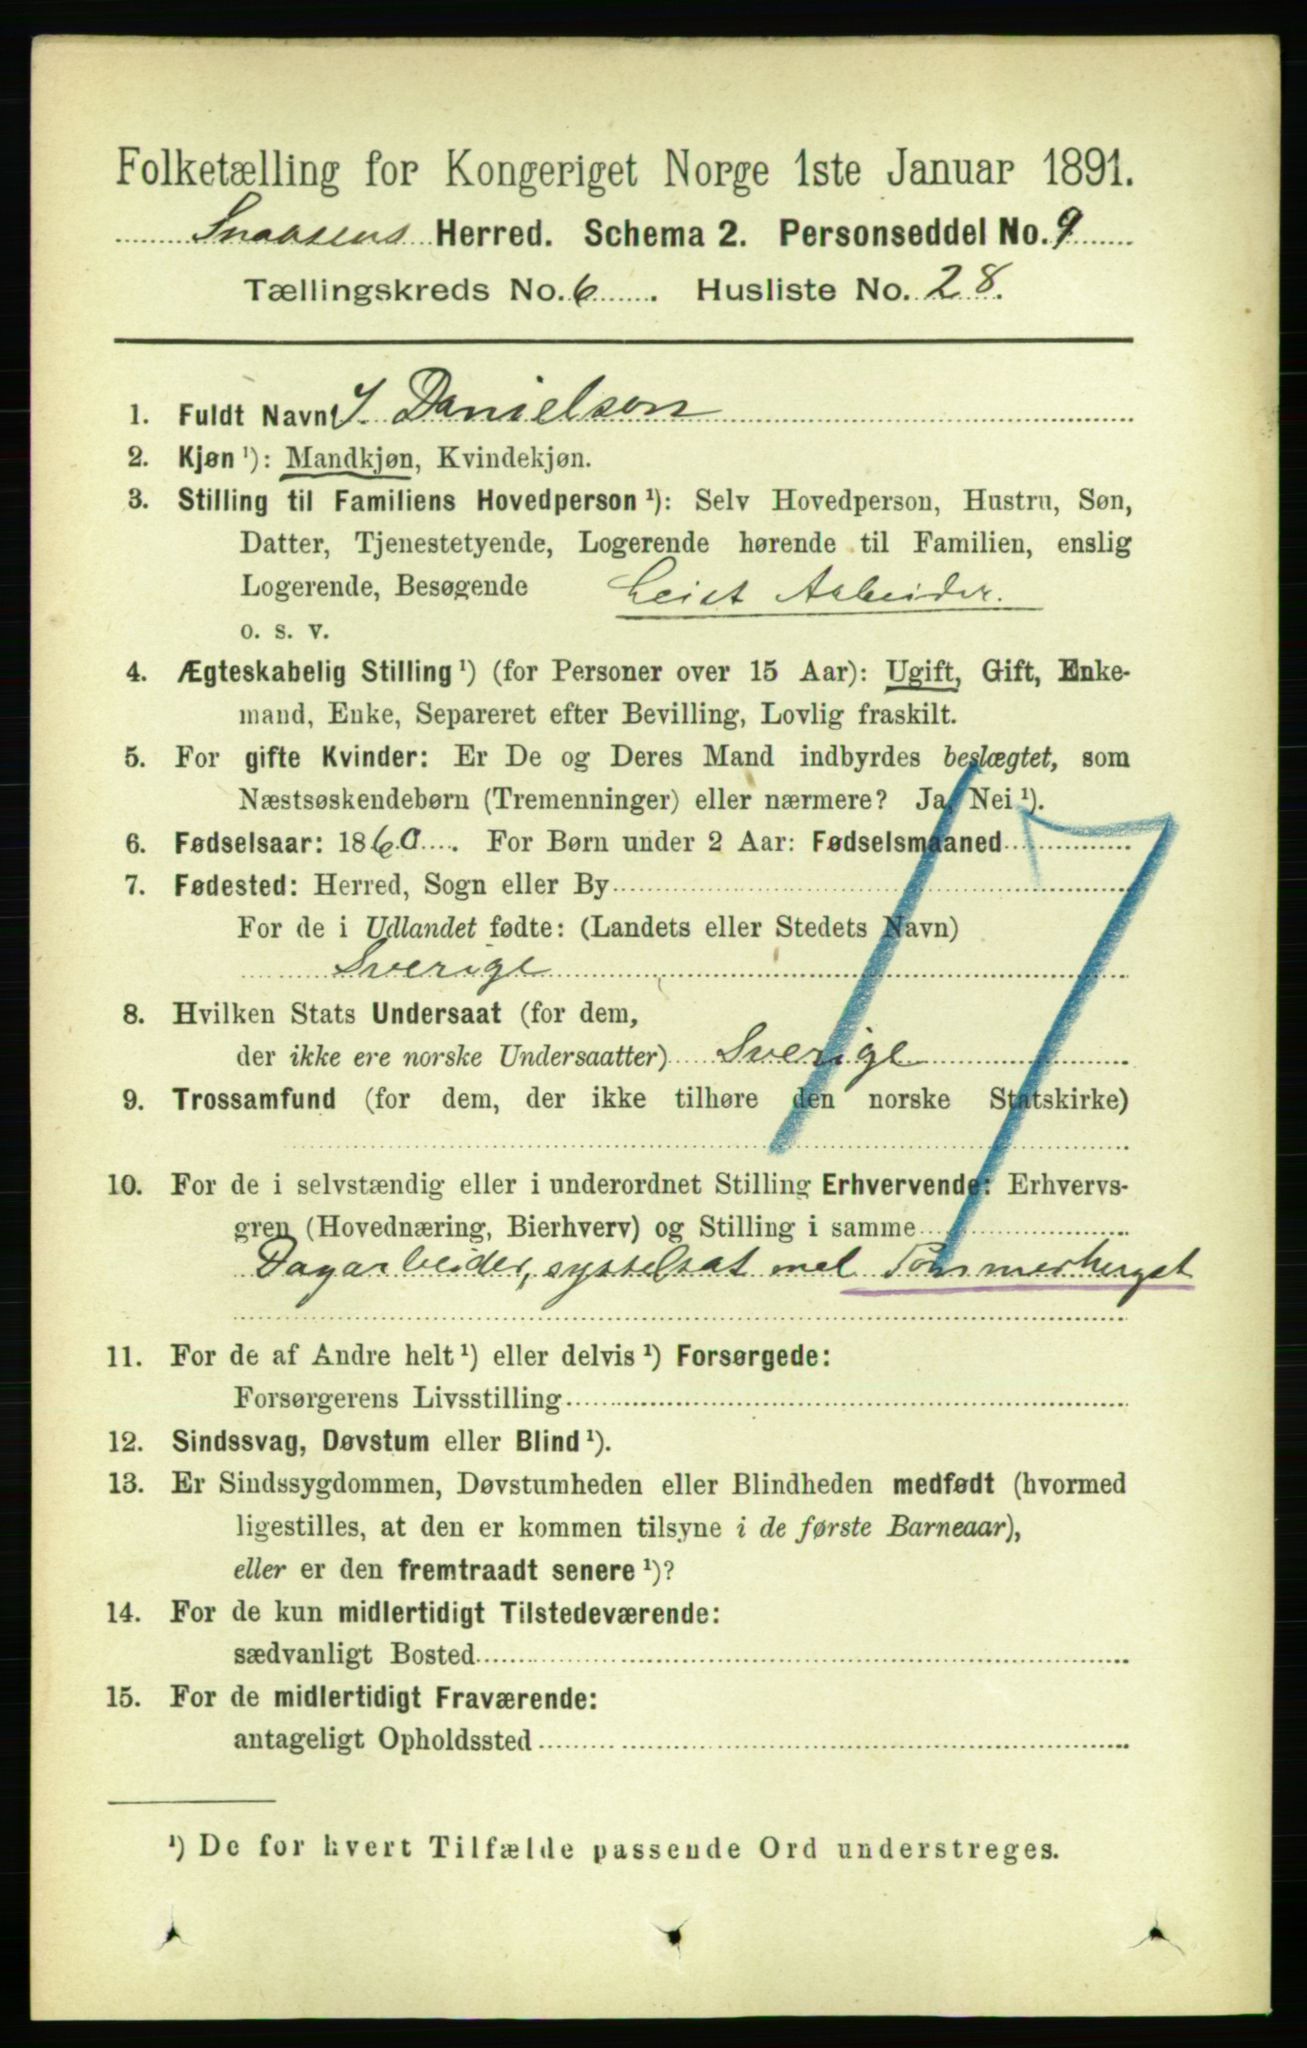 Folketælling for Kongeriget Norge 1ste Januar 1891.
Snaasens Herred. Schema 2. Personseddel No. 9
Tællingskreds No. 6. Husliste No. 28.
1. Fuldt Navn I. Danielson
2. Kjøn ¹): Mandkjøn, Kvindekjøn.
3. Stilling til Familiens Hovedperson ¹): Selv Hovedperson, Hustru, Søn,
Datter, Tjenestetyende, Logerende hørende til Familien, enslig
Logerende, Besøgende Leiet Arbeider.
o. s. v.
4. Ægteskabelig Stilling ¹) (for Personer over 15 Aar): Ugift, Gift, Enke-
mand, Enke, Separeret efter Bevilling, Lovlig fraskilt.
5. For gifte Kvinder: Er De og Deres Mand indbyrdes beslægtet, som
Næstsøskendebørn (Tremenninger) eller nærmere? Ja, Nei ¹).
6. Fødselsaar: 1860. For Børn under 2 Aar: Fødselsmaaned
7. Fødested: Herred, Sogn eller By
For de i Udlandet fødte: (Landets eller Stedets Navn)
Sverige
8. Hvilken Stats Undersaat (for dem,
der ikke ere norske Undersaatter) Sverige
9. Trossamfund (for dem, der ikke tilhøre den norske Statskirke)
17
10. For de i selvstændig eller i underordnet Stilling Erhvervende: Erhvervs-
gren (Hovednæring, Bierhverv) og Stilling i samme
Dagarbeider, sysselsat med Tømmerhugst
11. For de af Andre helt ¹) eller delvis ¹) Forsørgede:
Forsørgerens Livsstilling
12. Sindssvag, Døvstum eller Blind ¹).
13. Er Sindssygdommen, Døvstumheden eller Blindheden medfødt (hvormed
ligestilles, at den er kommen tilsyne i de første Barneaar),
eller er den fremtraadt senere ¹)?
14. For de kun midlertidigt Tilstedeværende:
sædvanligt Bosted
15. For de midlertidigt Fraværende:
antageligt Opholdssted
¹) De for hvert Tilfælde passende Ord understreges.